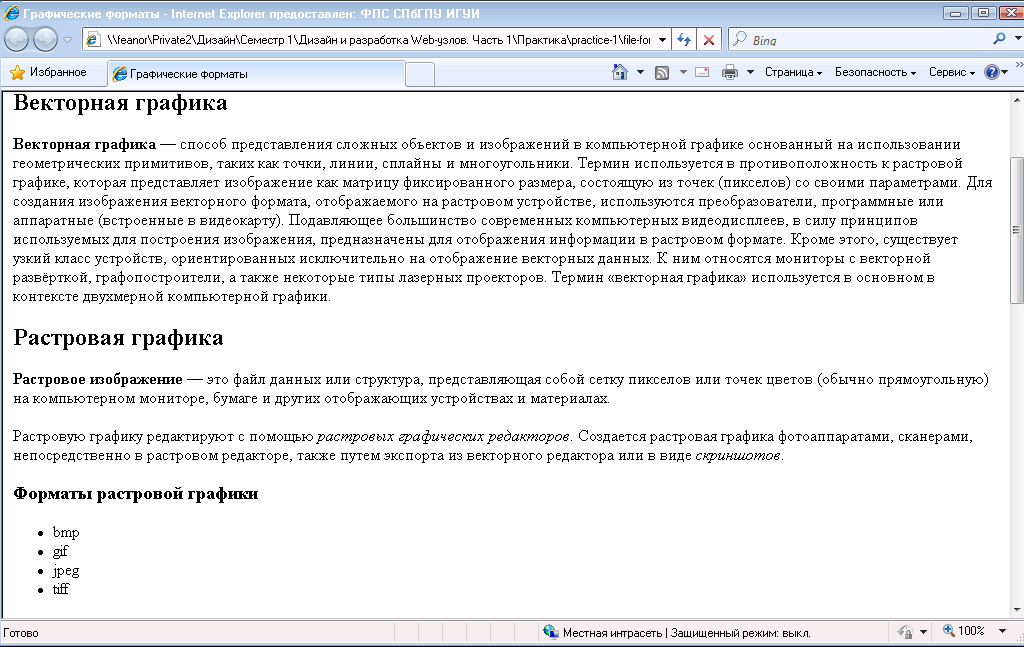 Графические форматы - Internet Explorer предоставлен: ФПС СПбГПУ ИГУИ
\\feanor\Private2\Дизайн\Семестр 1\Дизайн и разработка Web-узлов. Часть 1\Практика\practice-1\file-for
Bing
Избранное
Графические форматы
Страница
Безопасность
Сервис
Векторная графика
Векторная графика — способ представления сложных объектов и изображений в компьютерной графике основанный на использовании
геометрических примитивов, таких как точки, линии, сплайны и многоугольники. Термин используется в противоположность к растровой
графике, которая представляет изображение как матрицу фиксированного размера, состоящую из точек (пикселов) со своими параметрами. Для
создания изображения векторного формата, отображаемого на растровом устройстве, используются преобразователи, программные или
аппаратные (встроенные в видеокарту). Подавляющее большинство современных компьютерных видеодисплеев, в силу принципов
используемых для построения изображения, предназначены для отображения информации в растровом формате. Кроме этого, существует
узкий класс устройств, ориентированных исключительно на отображение векторных данных. К ним относятся мониторы с векторной
развёрткой, графопостроители, а также некоторые типы лазерных проекторов. Термин «векторная графика» используется в основном в
контексте двухмерной компьютерной графики.
Растровая графика
Растровое изображение — это файл данных или структура, представляющая собой сетку пикселов или точек цветов (обычно прямоугольную)
на компьютерном мониторе, бумаге и других отображающих устройствах и материалах.
Растровую графику редактируют с помощью растровых графических редакторов. Создается растровая графика фотоаппаратами, сканерами,
непосредственно в растровом редакторе, также путем экспорта из векторного редактора или в виде скриншотов.
Форматы растровой графики
• bmp
• gif
• jpeg
• tiff
Готово
Местная интрасеть | Защищенный режим: выкл.
100%